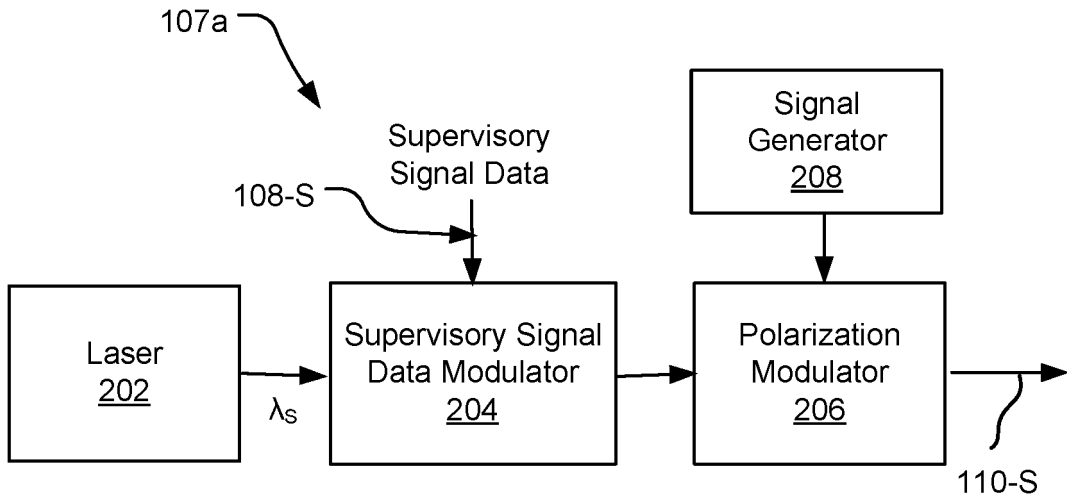 107a
Supervisory
Signal Data
108-S
Signal
Generator
208
Laser
202
λS
Supervisory Signal
Data Modulator
204
Polarization
Modulator
206
110-S